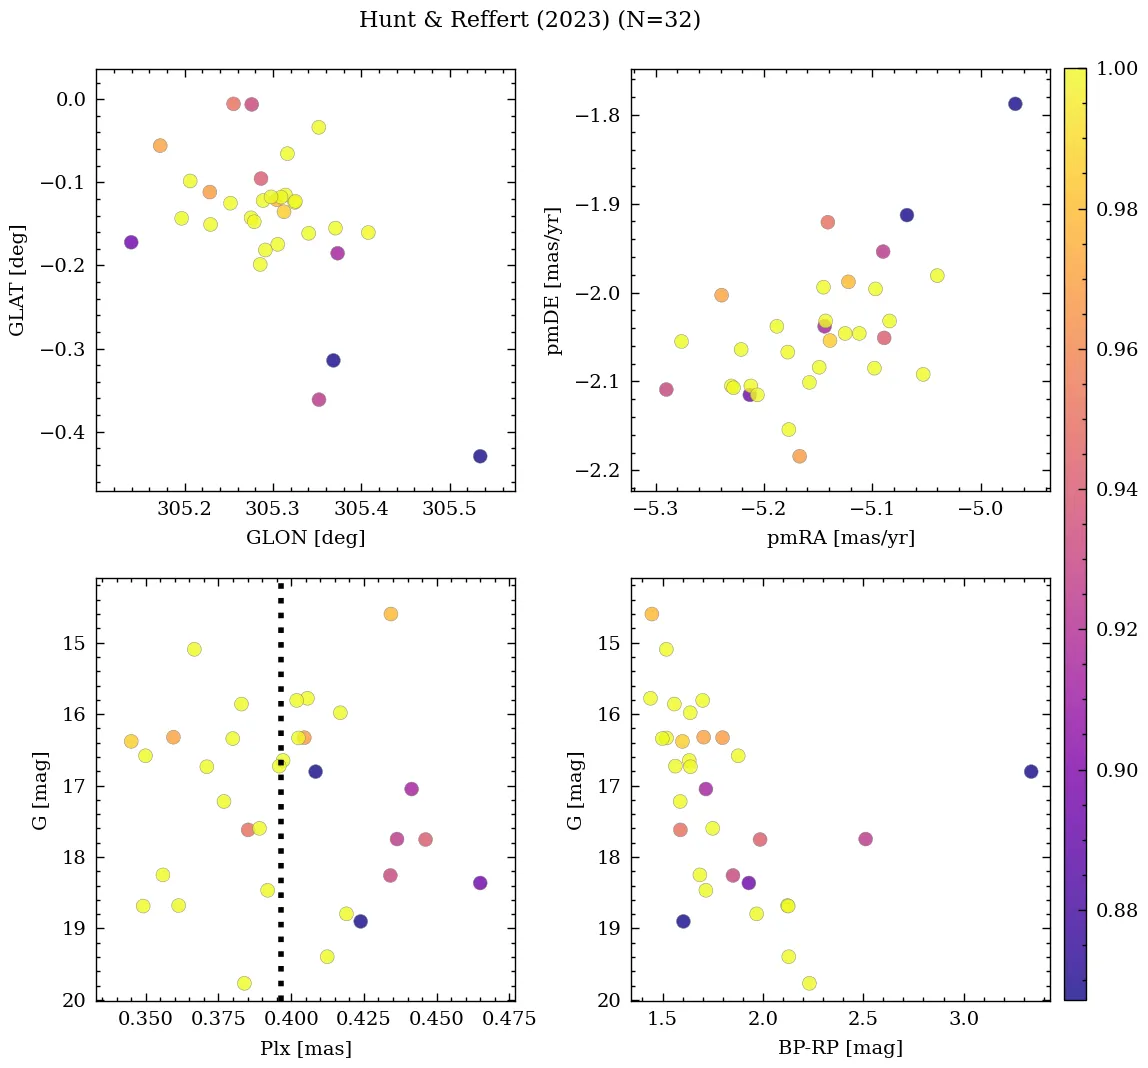 Hunt & Reffert (2023) (N=32)
0.0
−0.1
−0.2
−0.3
−0.4
GLAT [deg]
305.2 305.3 305.4 305.5
GLON [deg]
−1.8
−1.9
−2.0
−2.1
−2.2
pmDE [mas/yr]
−5.3 −5.2 −5.1 −5.0
pmRA [mas/yr]
15
16
17
18
19
20
G [mag]
0.350 0.375 0.400 0.425 0.450 0.475
Plx [mas]
15
16
17
18
19
20
G [mag]
1.5 2.0 2.5 3.0
BP-RP [mag]
1.00
0.98
0.96
0.94
0.92
0.90
0.88